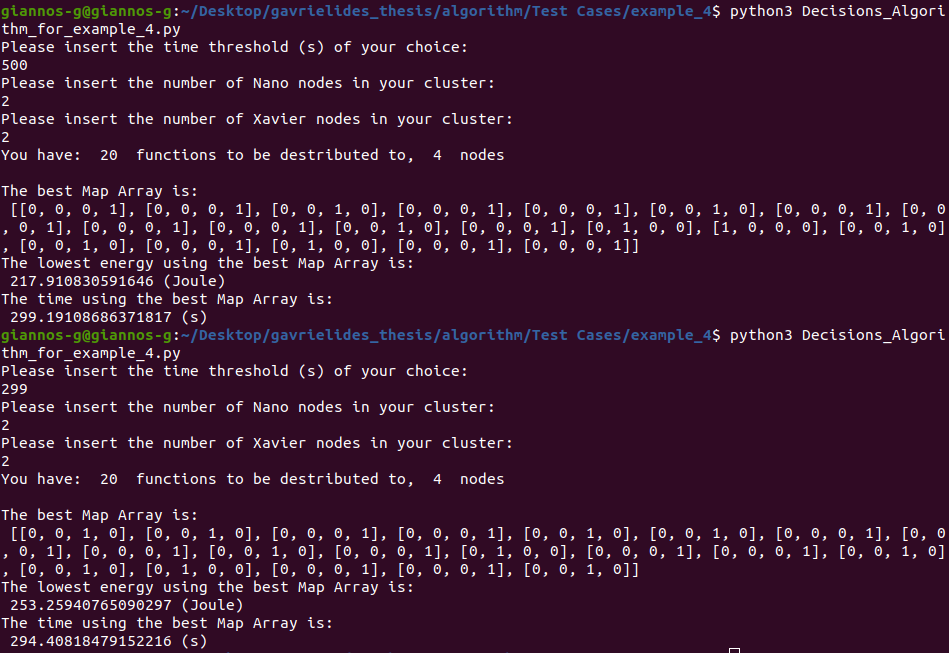 giannos-g@giannos-g:~/Desktop/gavrielides_thesis/algorithm/Test Cases/example_4$ python3 Decisions_Algori
thm_for_example_4.py
Please insert the time threshold (s) of your choice:
500
Please insert the number of Nano nodes in your cluster:
2
Please insert the number of Xavier nodes in your cluster:
2
You have:  20  functions to be destributed to,  4  nodes
The best Map Array is:
 [[0, 0, 0, 1], [0, 0, 0, 1], [0, 0, 1, 0], [0, 0, 0, 1], [0, 0, 0, 1], [0, 0, 1, 0], [0, 0, 0, 1], [0, 0
, 0, 1], [0, 0, 0, 1], [0, 0, 0, 1], [0, 0, 1, 0], [0, 0, 0, 1], [0, 1, 0, 0], [1, 0, 0, 0], [0, 0, 1, 0]
, [0, 0, 1, 0], [0, 0, 0, 1], [0, 1, 0, 0], [0, 0, 0, 1], [0, 0, 0, 1]]
The lowest energy using the best Map Array is:
 217.910830591646 (Joule)
The time using the best Map Array is:
 299.19108686371817 (s)
giannos-g@giannos-g:~/Desktop/gavrielides_thesis/algorithm/Test Cases/example_4$ python3 Decisions_Algori
thm_for_example_4.py
Please insert the time threshold (s) of your choice:
299
Please insert the number of Nano nodes in your cluster:
2
Please insert the number of Xavier nodes in your cluster:
2
You have:  20  functions to be destributed to,  4  nodes
The best Map Array is:
 [[0, 0, 1, 0], [0, 0, 1, 0], [0, 0, 0, 1], [0, 0, 0, 1], [0, 0, 1, 0], [0, 0, 1, 0], [0, 0, 0, 1], [0, 0
, 0, 1], [0, 0, 0, 1], [0, 0, 1, 0], [0, 0, 0, 1], [0, 1, 0, 0], [0, 0, 0, 1], [0, 0, 0, 1], [0, 0, 1, 0]
, [0, 0, 1, 0], [0, 1, 0, 0], [0, 0, 0, 1], [0, 0, 0, 1], [0, 0, 1, 0]]
The lowest energy using the best Map Array is:
 253.25940765090297 (Joule)
The time using the best Map Array is:
 294.40818479152216 (s)